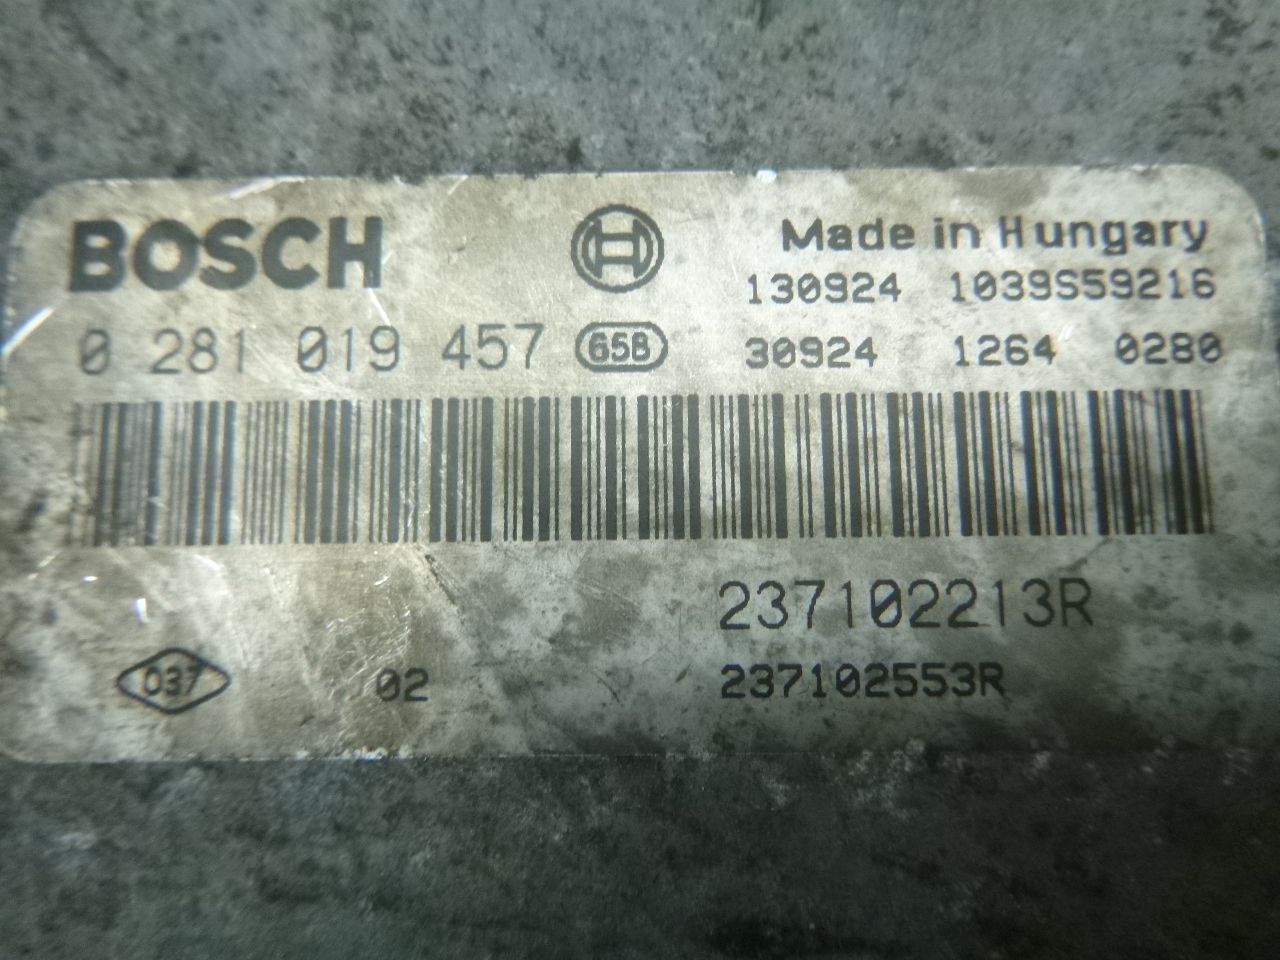 BOSCH
Made in Hungary
130924 1039S59216
0 281 019 457 65B 30924 1264 0280
237102213R
037 02 237102553R